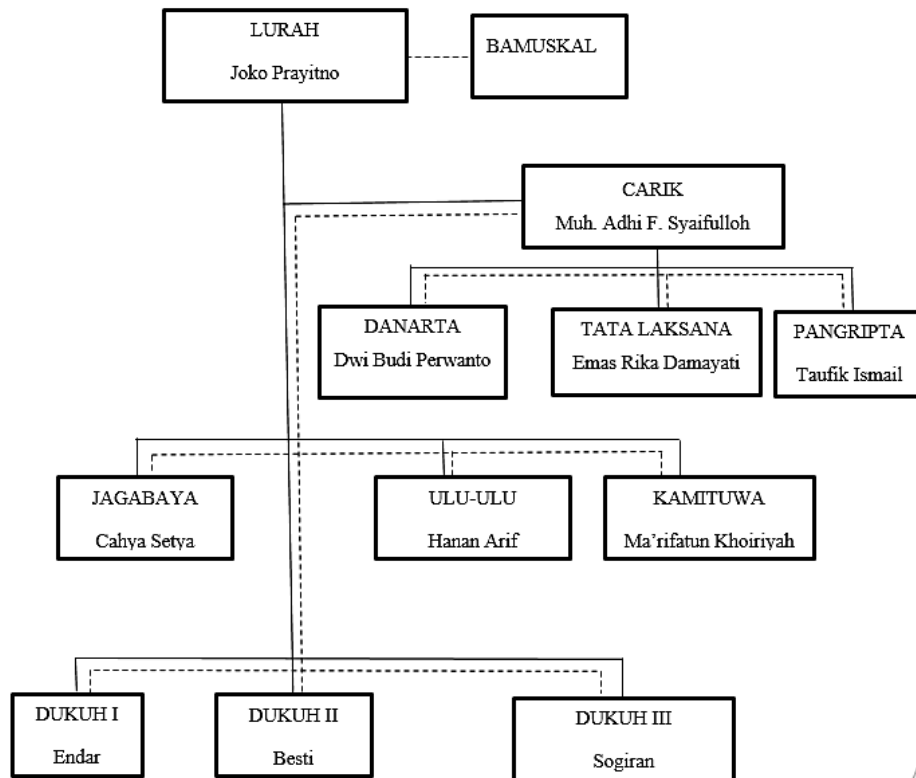 LURAH
Joko Prayitno
BAMUSKAL
CARIK
Muh. Adhi F. Syaifulloh
DANARTA
Dwi Budi Perwanto
TATA LAKSANA
Emas Rika Damayati
PANGRIPTA
Taufik Ismail
JAGABAYA
Cahya Setya
ULU-ULU
Hanan Arif
KAMITUWA
Ma’rifatun Khoiriyah
DUKUH I
Endar
DUKUH II
Besti
DUKUH III
Sogiran